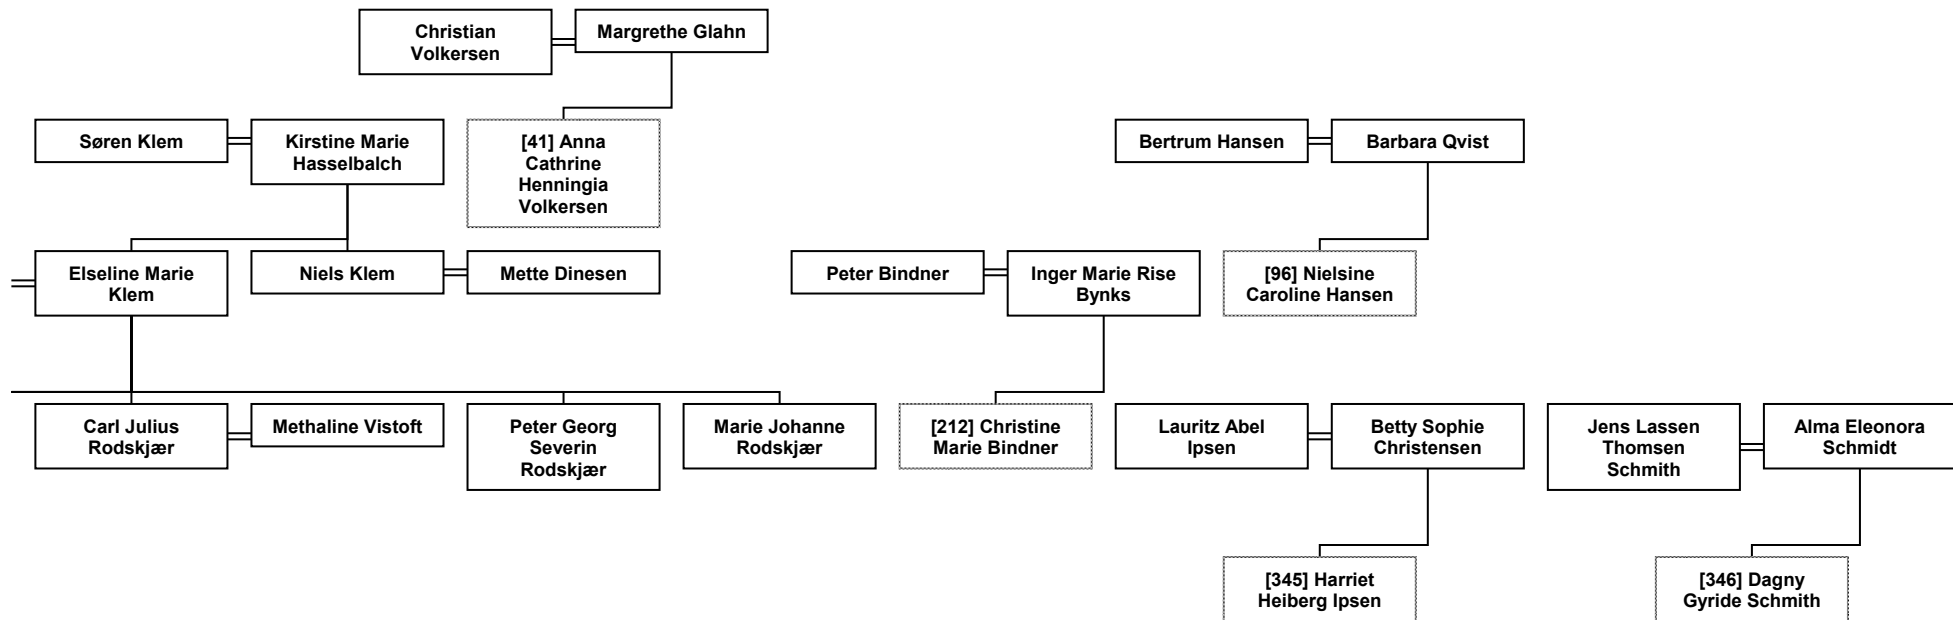 Christian
Volkersen
Margrethe Glahn
Søren Klem
Kirstine Marie
Hasselbalch
[41] Anna
Cathrine
Henningia
Volkersen
Bertrum Hansen
Barbara Qvist
Elseline Marie
Klem
Niels Klem
Mette Dinesen
Peter Bindner
Inger Marie Rise
Bynks
[96] Nielsine
Caroline Hansen
Carl Julius
Rodskjær
Methaline Vistoft
Peter Georg
Severin
Rodskjær
Marie Johanne
Rodskjær
[212] Christine
Marie Bindner
Lauritz Abel
Ipsen
Betty Sophie
Christensen
Jens Lassen
Thomsen
Schmith
Alma Eleonora
Schmidt
[345] Harriet
Heiberg Ipsen
[346] Dagny
Gyride Schmith